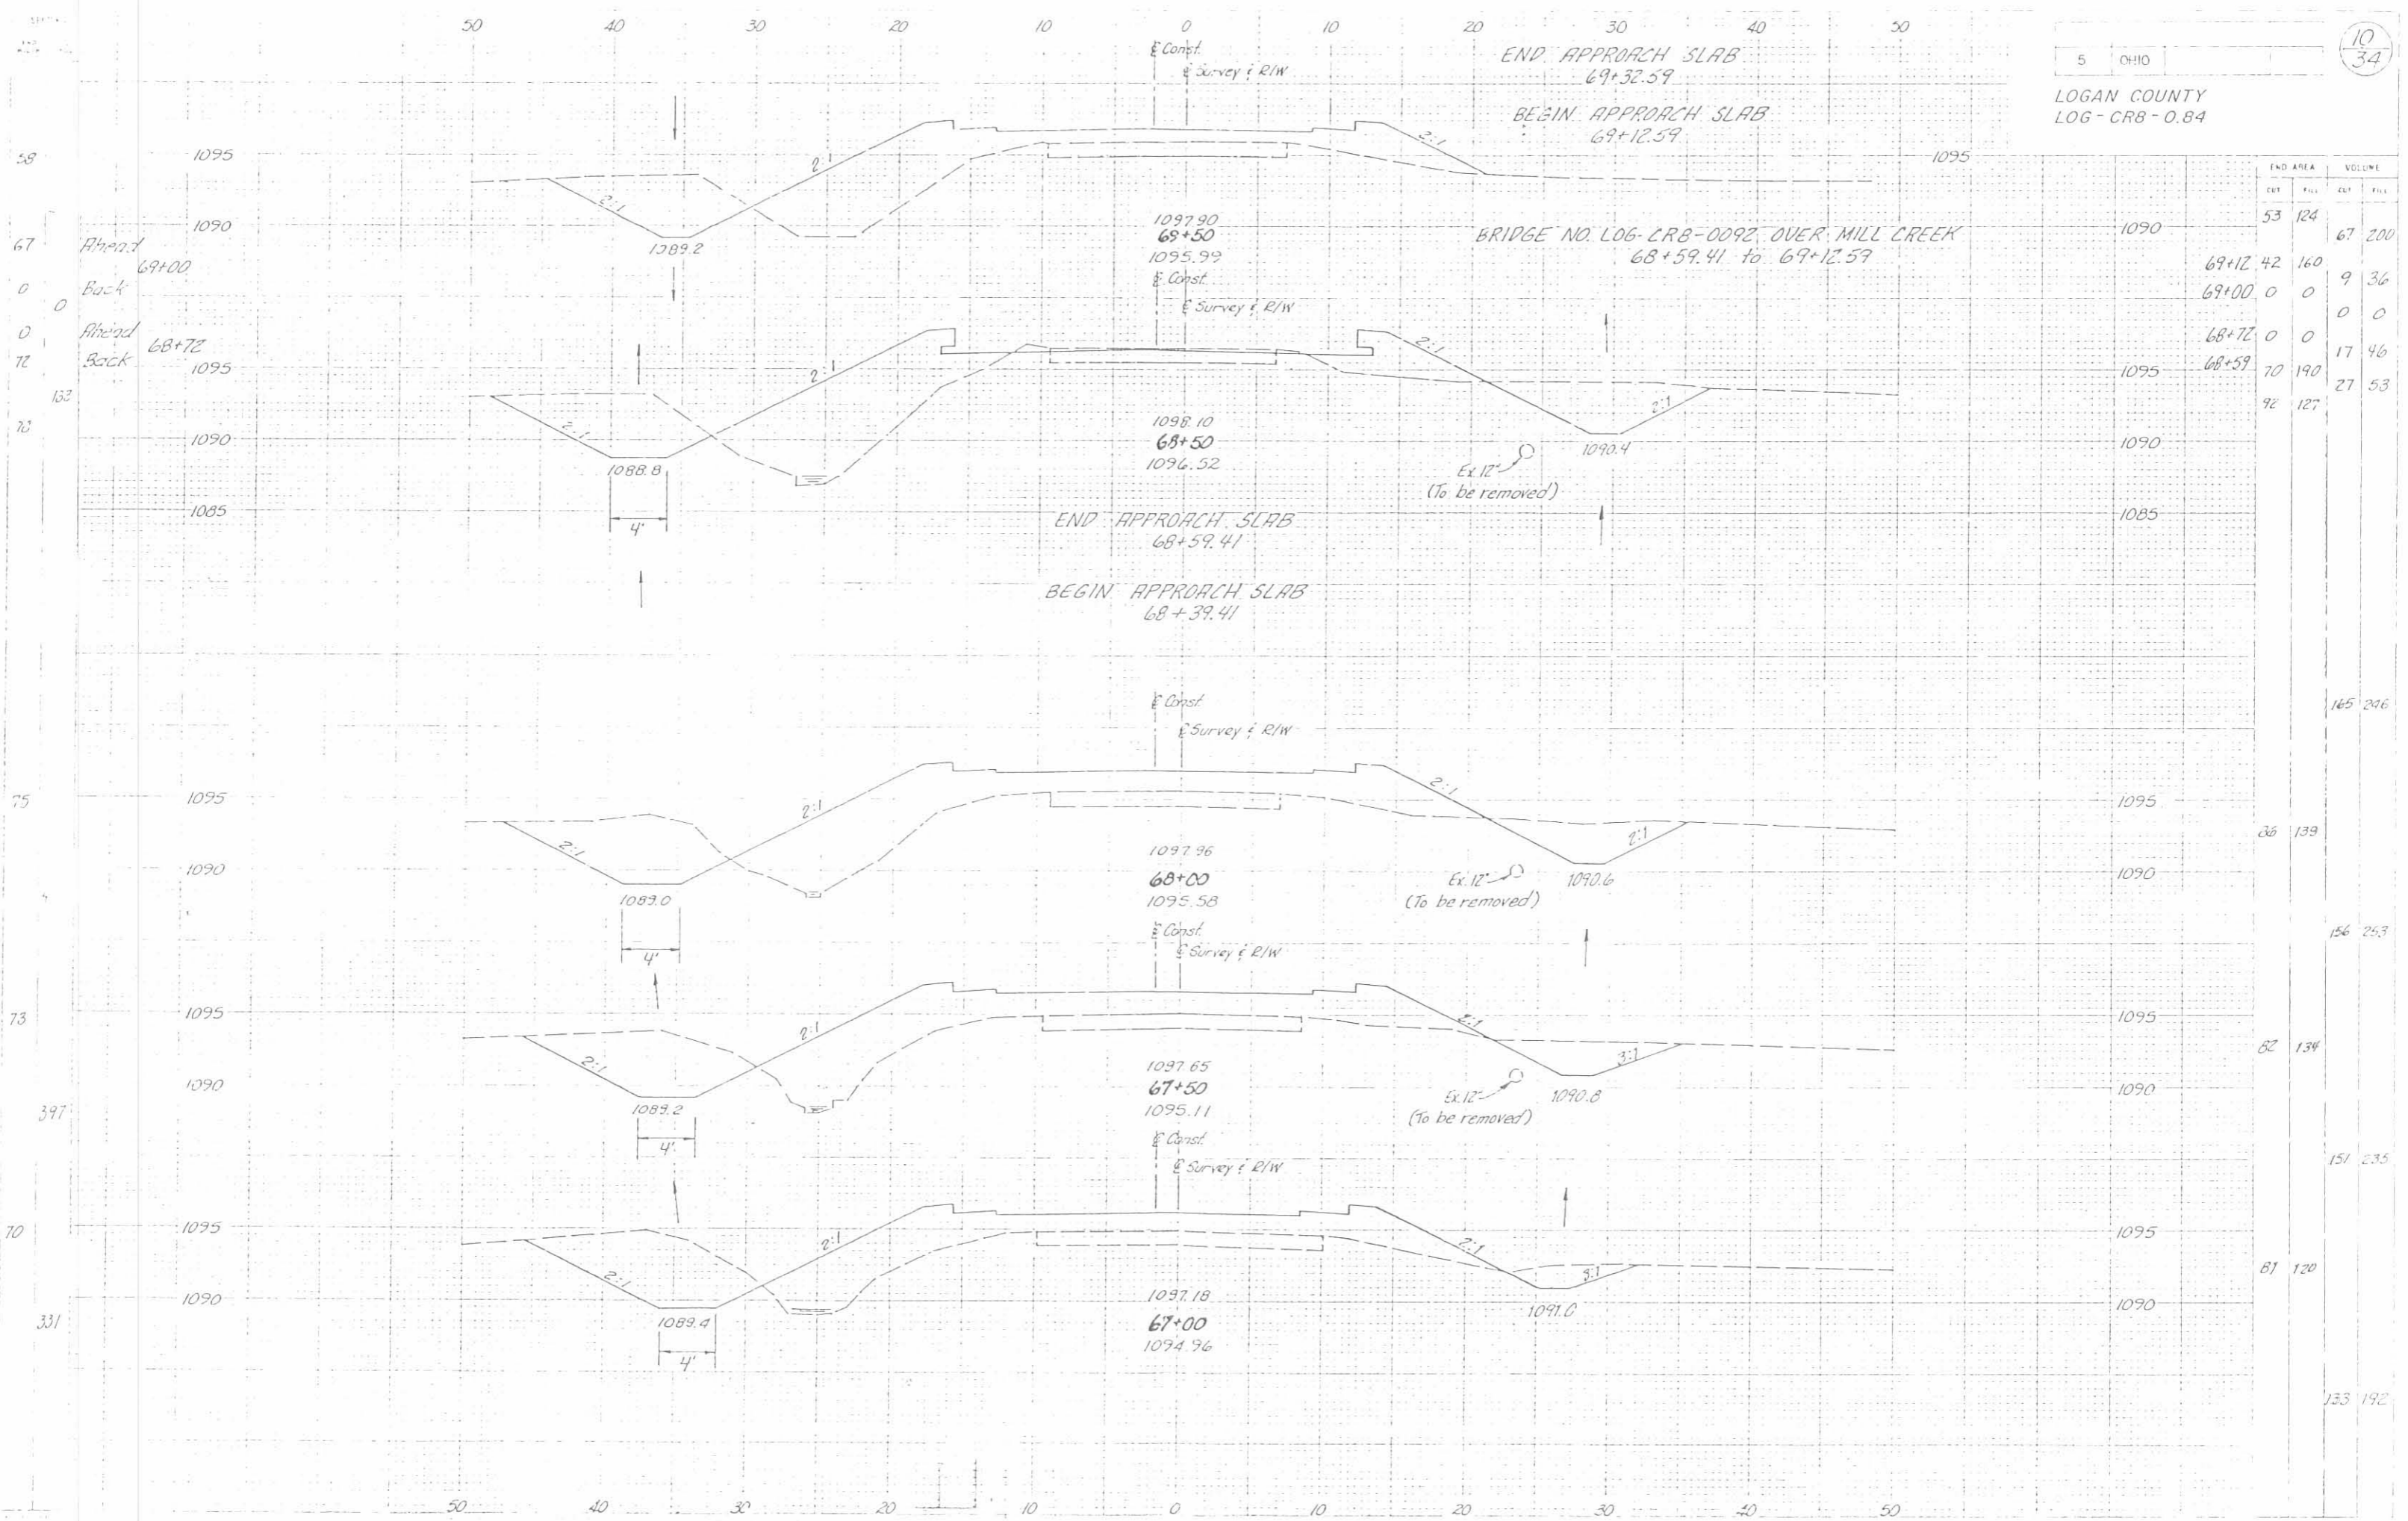 50 40 30 20 10 0 10 20 30 40 50
10
34
5 OHIO
LOGAN COUNTY
LOG-CR8-0.84
END AREA VOLUME
CUT FILL CUT FILL
℄ Const.
℄ Survey & R/W
END APPROACH SLAB
69+32.59
BEGIN APPROACH SLAB
69+12.59
58
1095
2:1
2:1
2:1
1095
53 124
1090
1089.2
1097.90
69+50
1095.99
BRIDGE NO. LOG-CR8-0092 OVER MILL CREEK
68+59.41 to 69+12.59
1090
67 200
67 Ahead
69+00
0 Back
0
0 Ahead
68+72
72 Back
69+12 42 160
9 36
69+00 0 0
0 0
68+72 0 0
17 46
68+59 70 190
27 53
92 127
℄ Const.
℄ Survey & R/W
1095
2:1
2:1
2:1
2:1
1095
1090
1088.8
4'
1098.10
68+50
1096.52
Ex. 12"
(To be removed)
1090.4
1090
1085
1085
END APPROACH SLAB
68+59.41
BEGIN APPROACH SLAB
68+39.41
165 246
℄ Const.
℄ Survey & R/W
75
1095
2:1
2:1
2:1
2:1
1095
86 139
1090
1089.0
4'
1097.96
68+00
1095.58
Ex. 12"
(To be removed)
1090.6
1090
156 253
℄ Const.
℄ Survey & R/W
73
1095
2:1
2:1
2:1
3:1
1095
82 134
1090
1089.2
4'
1097.65
67+50
1095.11
Ex. 12"
(To be removed)
1090.8
1090
397
151 235
℄ Const.
℄ Survey & R/W
70
1095
2:1
2:1
2:1
3:1
1095
81 120
1090
1089.4
4'
1097.18
67+00
1094.96
1091.0
1090
331
133 192
50 40 30 20 10 0 10 20 30 40 50